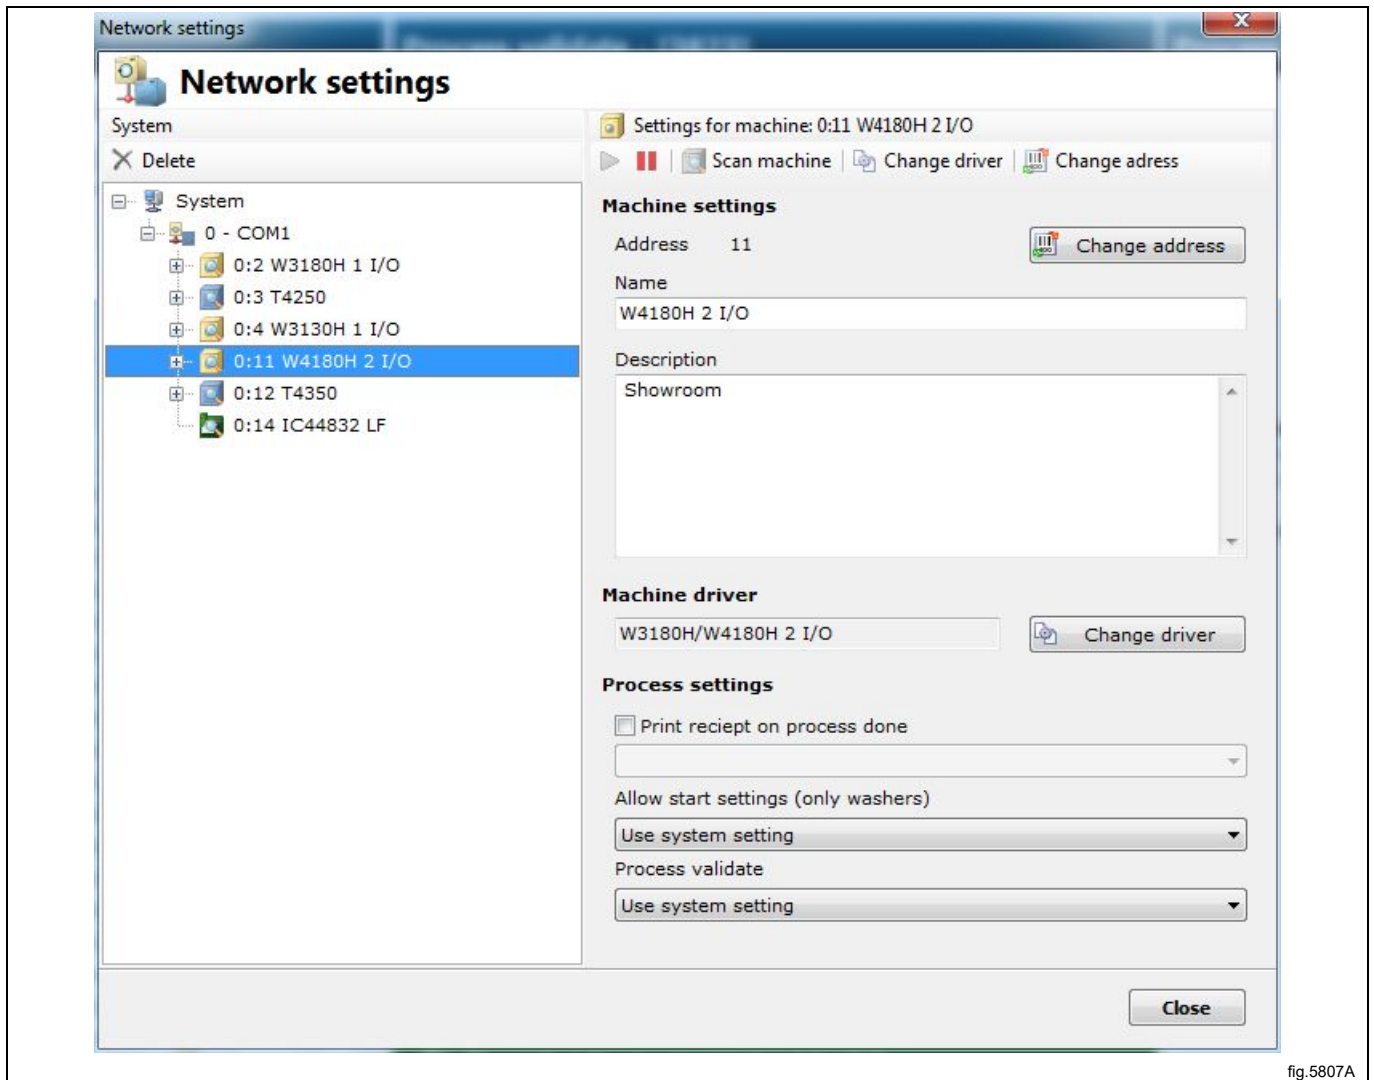 Network settings
Network settings
System
Delete
System
0 - COM1
0:2 W3180H 1 I/O
0:3 T4250
0:4 W3130H 1 I/O
0:11 W4180H 2 I/O
0:12 T4350
0:14 IC44832 LF
Settings for machine: 0:11 W4180H 2 I/O
Scan machine Change driver Change adress
Machine settings
Address 11 Change address
Name
W4180H 2 I/O
Description
Showroom
Machine driver
W3180H/W4180H 2 I/O Change driver
Process settings
Print reciept on process done
Allow start settings (only washers)
Use system setting
Process validate
Use system setting
Close
fig.5807A